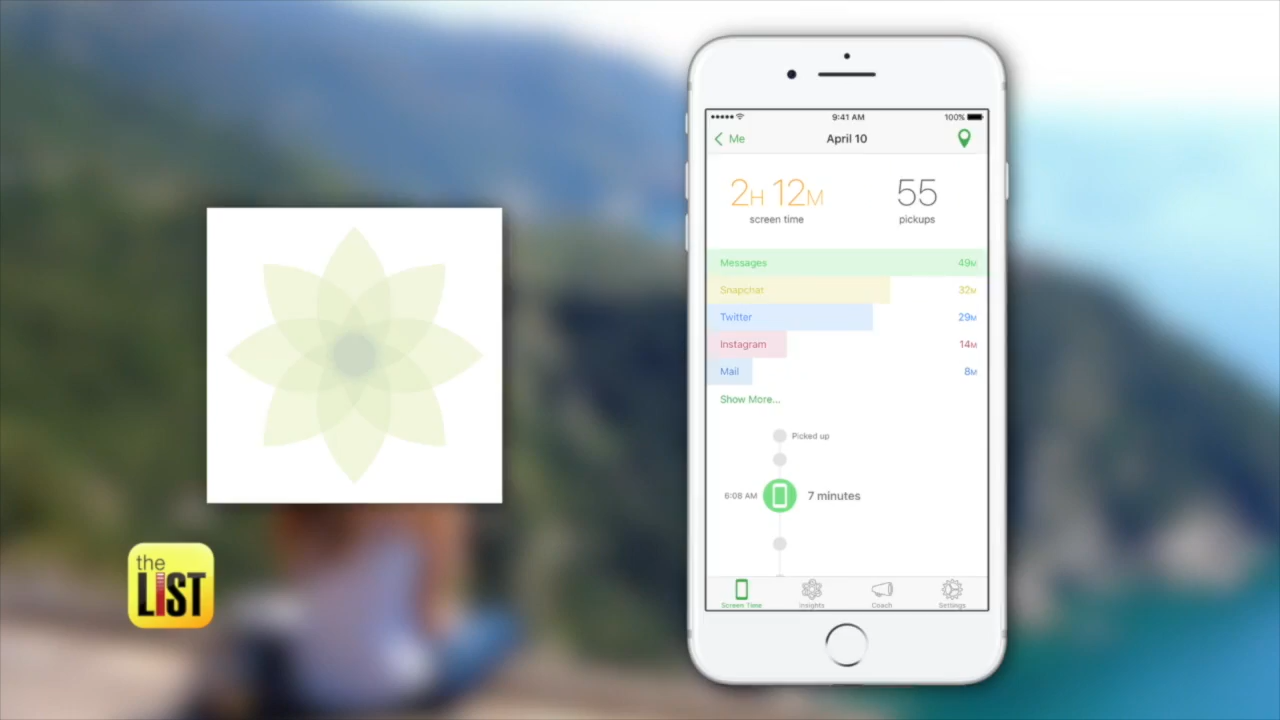 9:41 AM
100%
Me
April 10
2H 12M
55
screen time
pickups
Messages 49M
Snapchat 32M
Twitter 29M
Instagram 14M
Mail 8M
Show More...
Picked up
6:08 AM
7 minutes
Screen Time
Insights
Coach
Settings
the
LIST